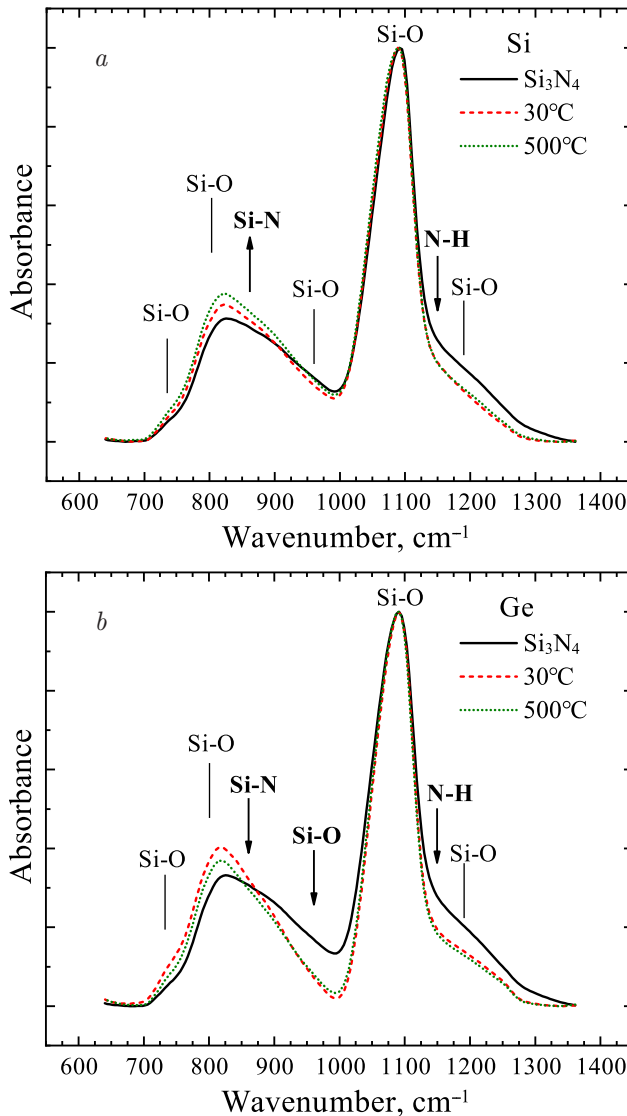 a
Si-O
Si
Si₃N₄
30°C
500°C
Si-O
Si-N
N-H
Si-O
Si-O
Si-O
Absorbance
600 700 800 900 1000 1100 1200 1300 1400
Wavenumber, cm⁻¹
b
Si-O
Ge
Si₃N₄
30°C
500°C
Si-O
Si-N
N-H
Si-O
Si-O
Si-O
Absorbance
600 700 800 900 1000 1100 1200 1300 1400
Wavenumber, cm⁻¹